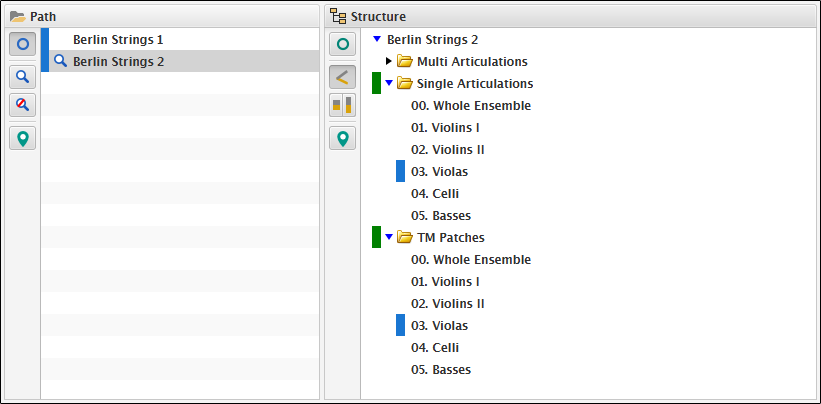 Path
Berlin Strings 1
Berlin Strings 2
Structure
Berlin Strings 2
Multi Articulations
Single Articulations
00. Whole Ensemble
01. Violins I
02. Violins II
03. Violas
04. Celli
05. Basses
TM Patches
00. Whole Ensemble
01. Violins I
02. Violins II
03. Violas
04. Celli
05. Basses